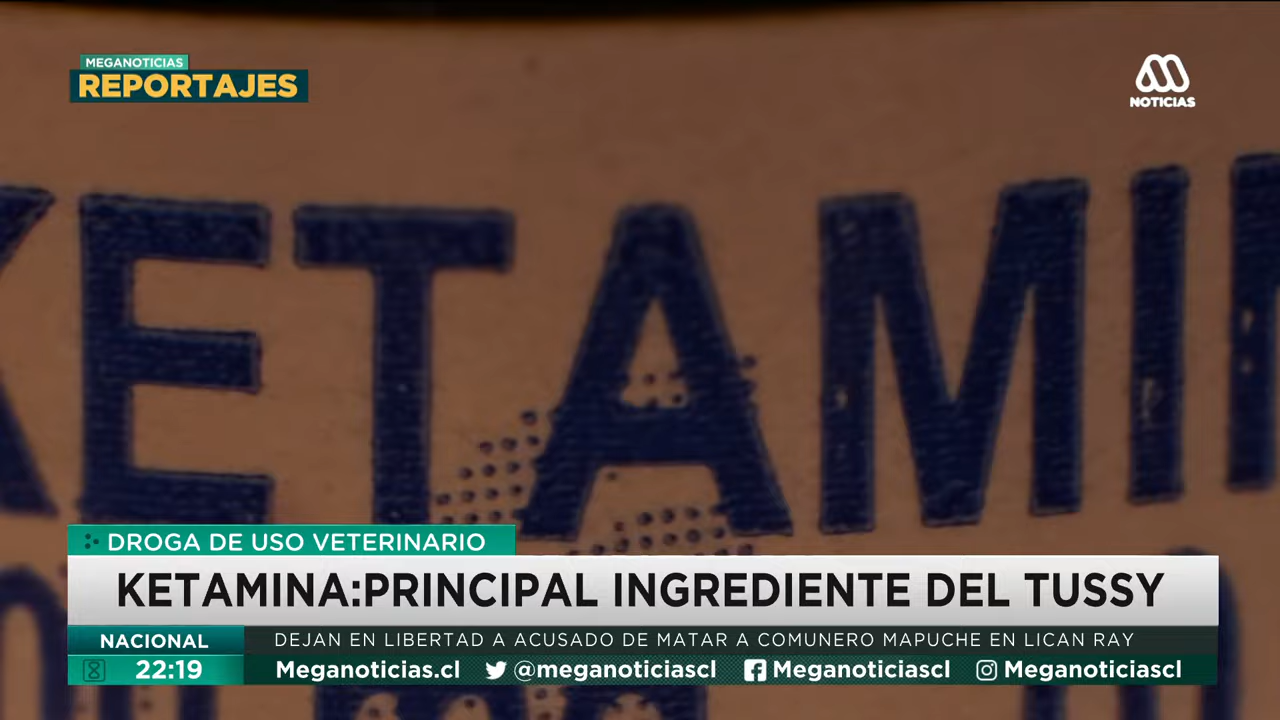 MEGANOTICIAS
REPORTAJES
NOTICIAS
KETAMIN
DROGA DE USO VETERINARIO
KETAMINA:PRINCIPAL INGREDIENTE DEL TUSSY
NACIONAL
DEJAN EN LIBERTAD A ACUSADO DE MATAR A COMUNERO MAPUCHE EN LICAN RAY
22:19
Meganoticias.cl @meganoticiascl Meganoticiascl Meganoticiascl